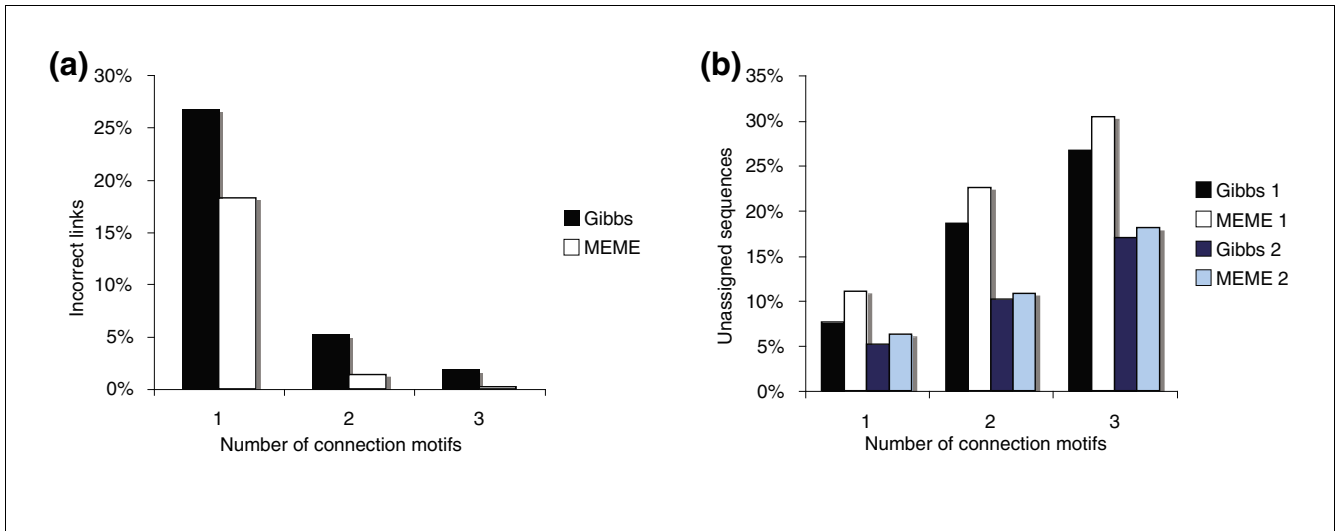 (a)
30%
25%
20%
15%
10%
5%
0%
Incorrect links
1 2 3
Number of connection motifs
Gibbs
MEME
(b)
35%
30%
25%
20%
15%
10%
5%
0%
Unassigned sequences
1 2 3
Number of connection motifs
Gibbs 1
MEME 1
Gibbs 2
MEME 2